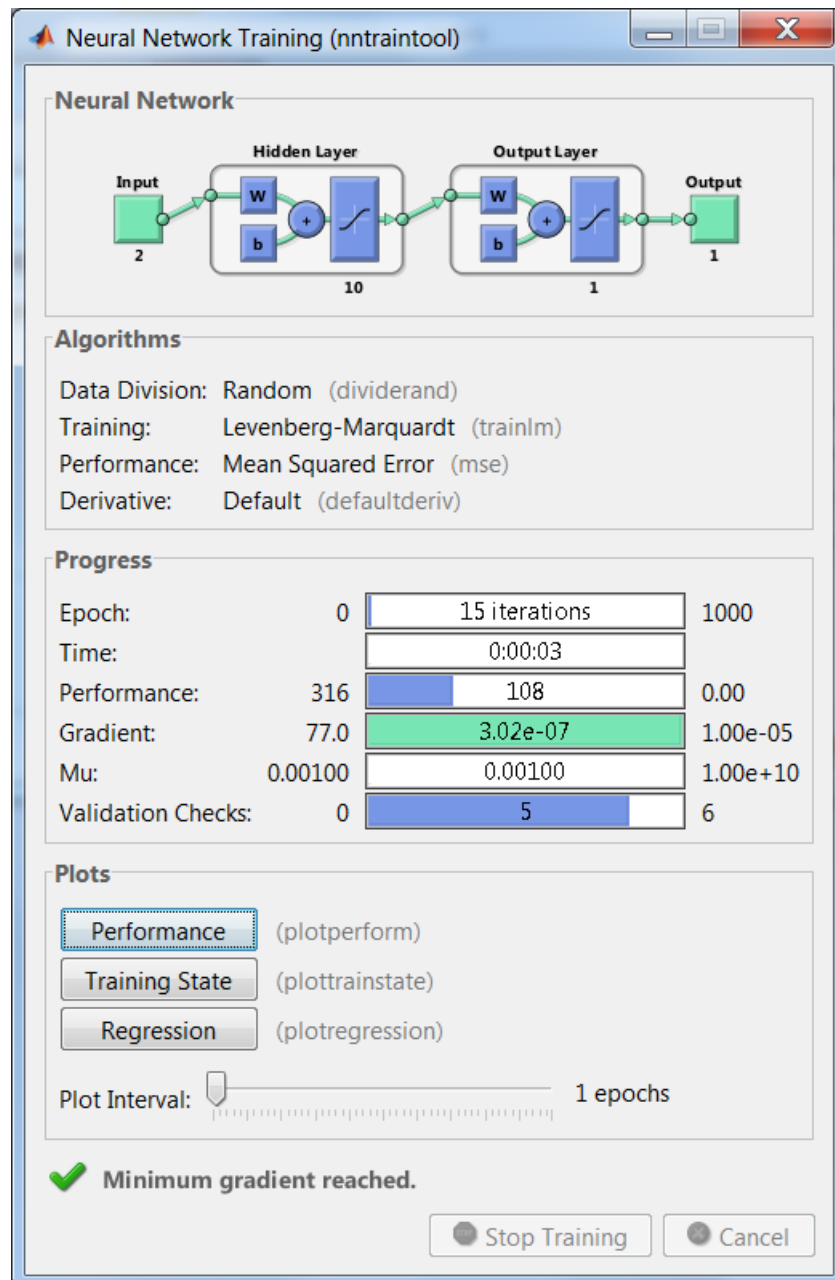 Neural Network Training (nntraintool)
Neural Network
Hidden Layer Output Layer
Input Output
W W
+ +
b b
2 10 1 1
Algorithms
Data Division: Random (dividerand)
Training: Levenberg-Marquardt (trainlm)
Performance: Mean Squared Error (mse)
Derivative: Default (defaultderiv)
Progress
Epoch: 0 15 iterations 1000
Time: 0:00:03
Performance: 316 108 0.00
Gradient: 77.0 3.02e-07 1.00e-05
Mu: 0.00100 0.00100 1.00e+10
Validation Checks: 0 5 6
Plots
Performance (plotperform)
Training State (plottrainstate)
Regression (plotregression)
Plot Interval: 1 epochs
Minimum gradient reached.
Stop Training Cancel